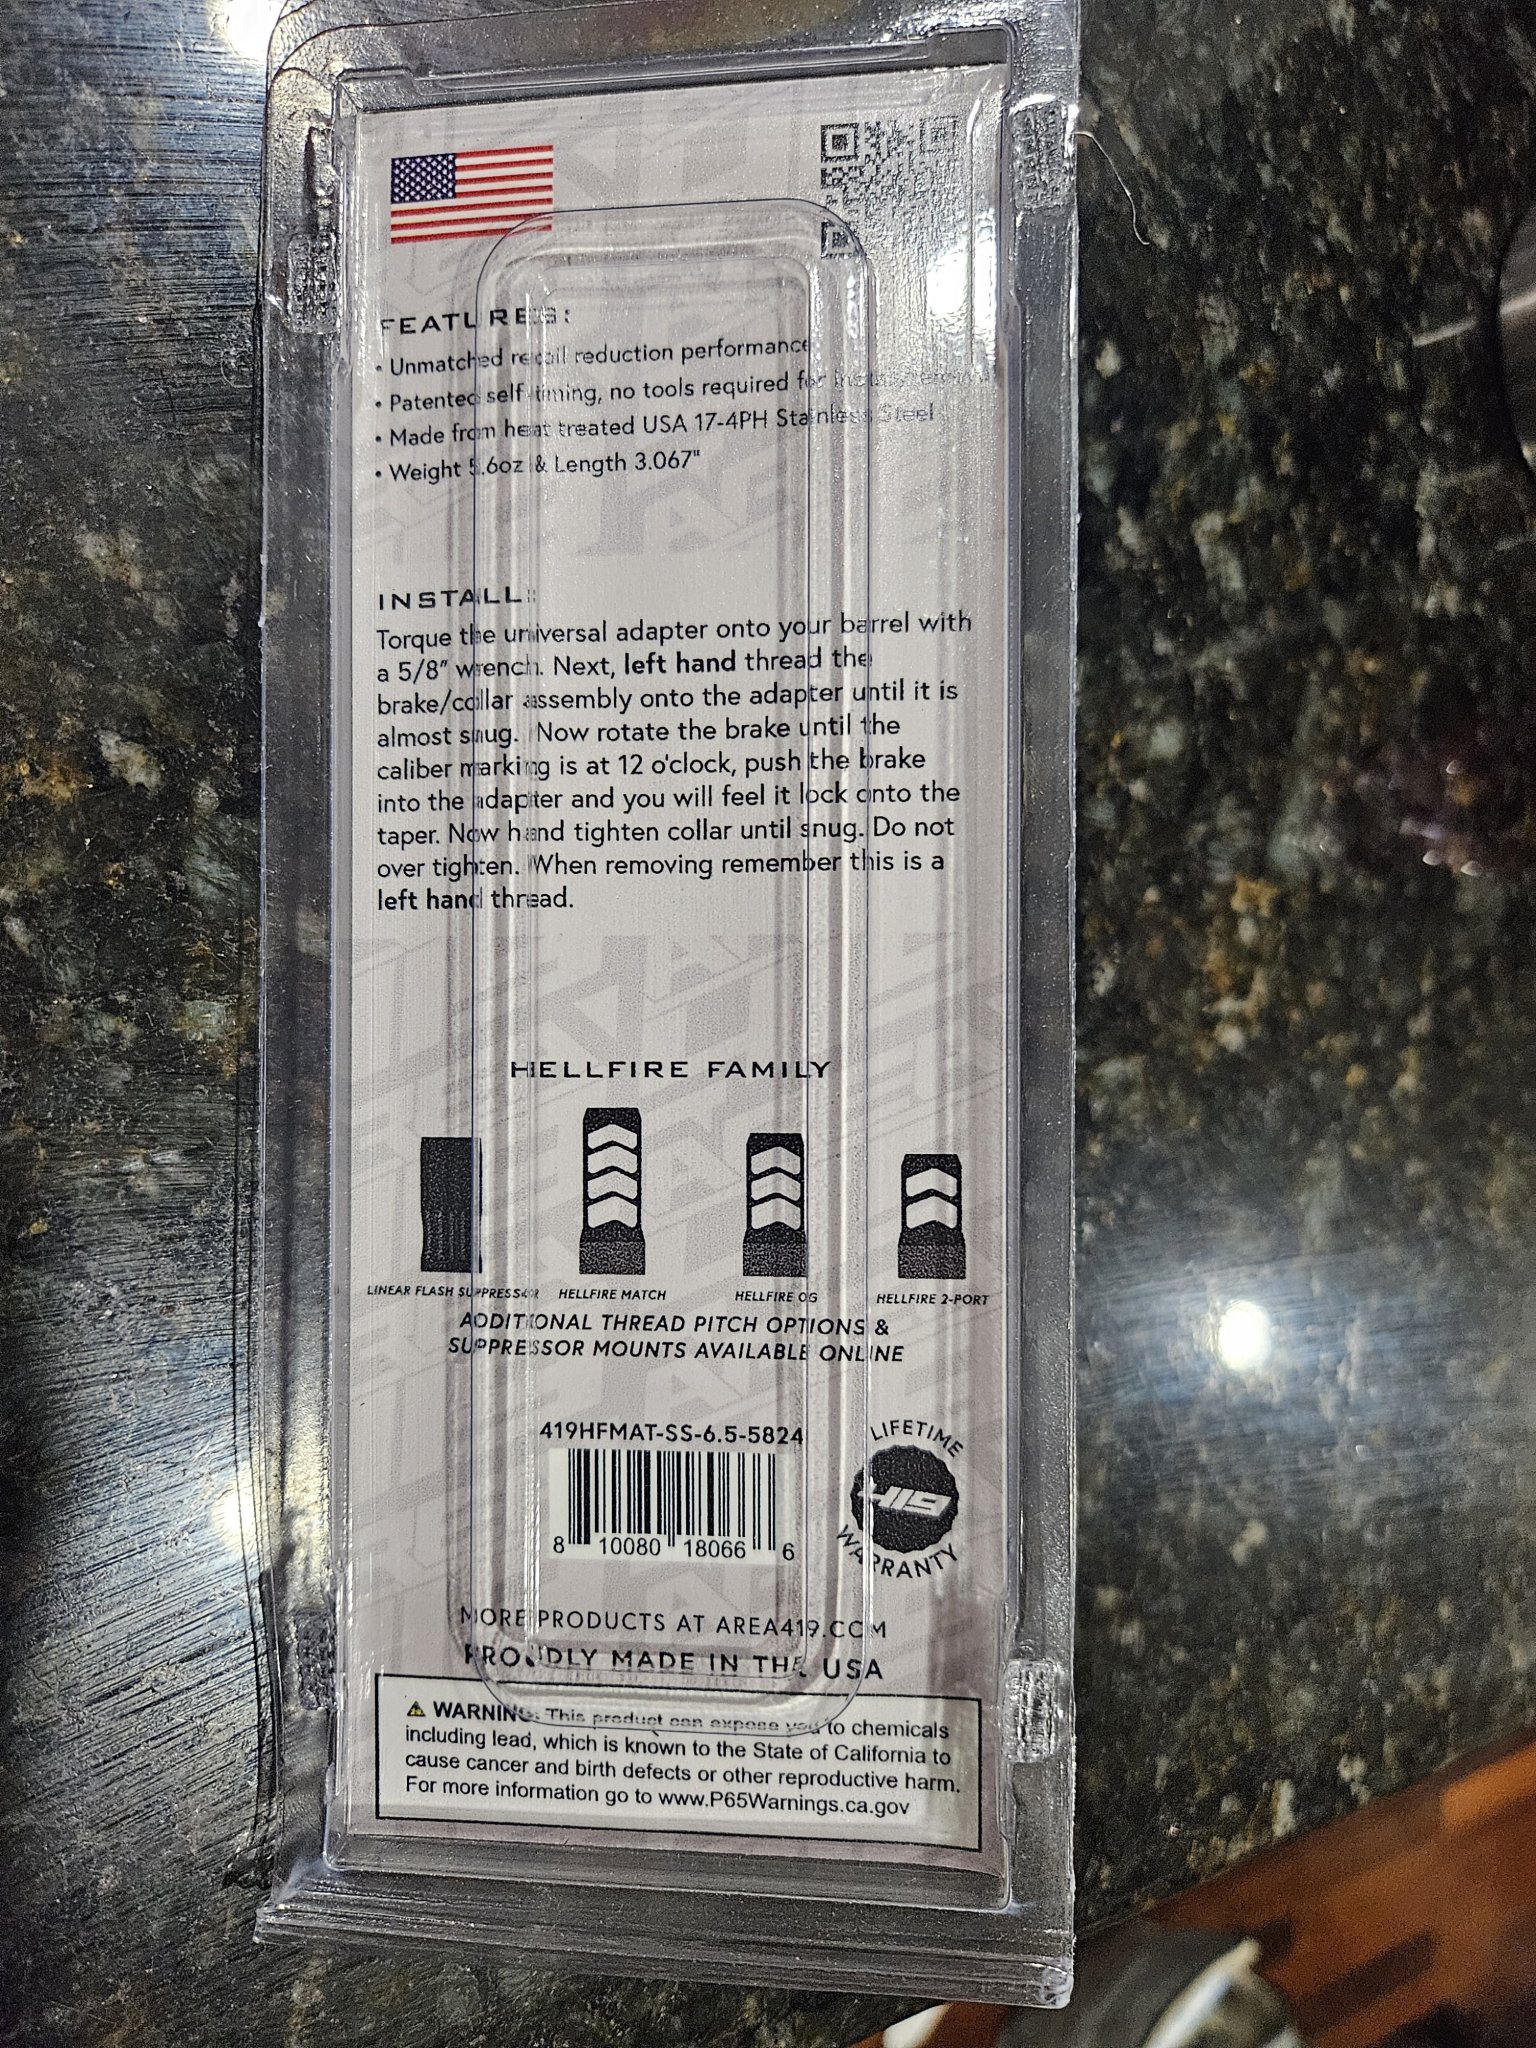 FEATURES:
• Unmatched recoil reduction performance
• Patented self timing, no tools required for
• Made from heat treated USA 17-4PH Stainless Steel
• Weight 5.6oz & Length 3.067"
INSTALL:
Torque the universal adapter onto your barrel with
a 5/8" wrench. Next, left hand thread the
brake/collar assembly onto the adapter until it is
almost snug. Now rotate the brake until the
caliber marking is at 12 o'clock, push the brake
into the adapter and you will feel it lock onto the
taper. Now hand tighten collar until snug. Do not
over tighten. When removing remember this is a
left hand thread.
HELLFIRE FAMILY
LINEAR FLASH SUPPRESSOR
HELLFIRE MATCH
HELLFIRE OG
HELLFIRE 2-PORT
ADDITIONAL THREAD PITCH OPTIONS &
SUPPRESSOR MOUNTS AVAILABLE ONLINE
419HFMAT-SS-6.5-5824
8 10080 18066 6
LIFETIME
419
WARRANTY
MORE PRODUCTS AT AREA419.COM
PROUDLY MADE IN THE USA
⚠ WARNING: This product can expose you to chemicals
including lead, which is known to the State of California to
cause cancer and birth defects or other reproductive harm.
For more information go to www.P65Warnings.ca.gov